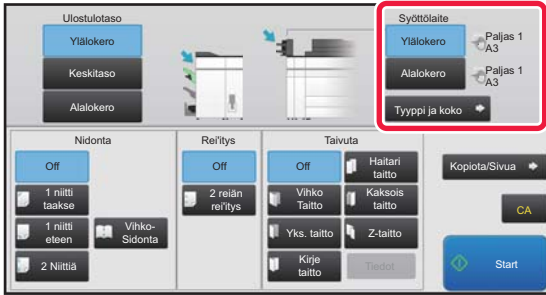 Ulostulotaso
Ylälokero
Keskitaso
Alalokero
Syöttölaite
Ylälokero
Paljas 1
A3
Alalokero
Paljas 1
A3
Tyyppi ja koko
Nidonta
Off
1 niitti
taakse
1 niitti
eteen
Vihko-
Sidonta
2 Niittiä
Rei'itys
Off
2 reiän
rei'itys
Taivuta
Off
Haitari
taitto
Vihko
Taitto
Kaksois
taitto
Yks. taitto
Z-taitto
Kirje
taitto
Tiedot
Kopiota/Sivua
CA
Start